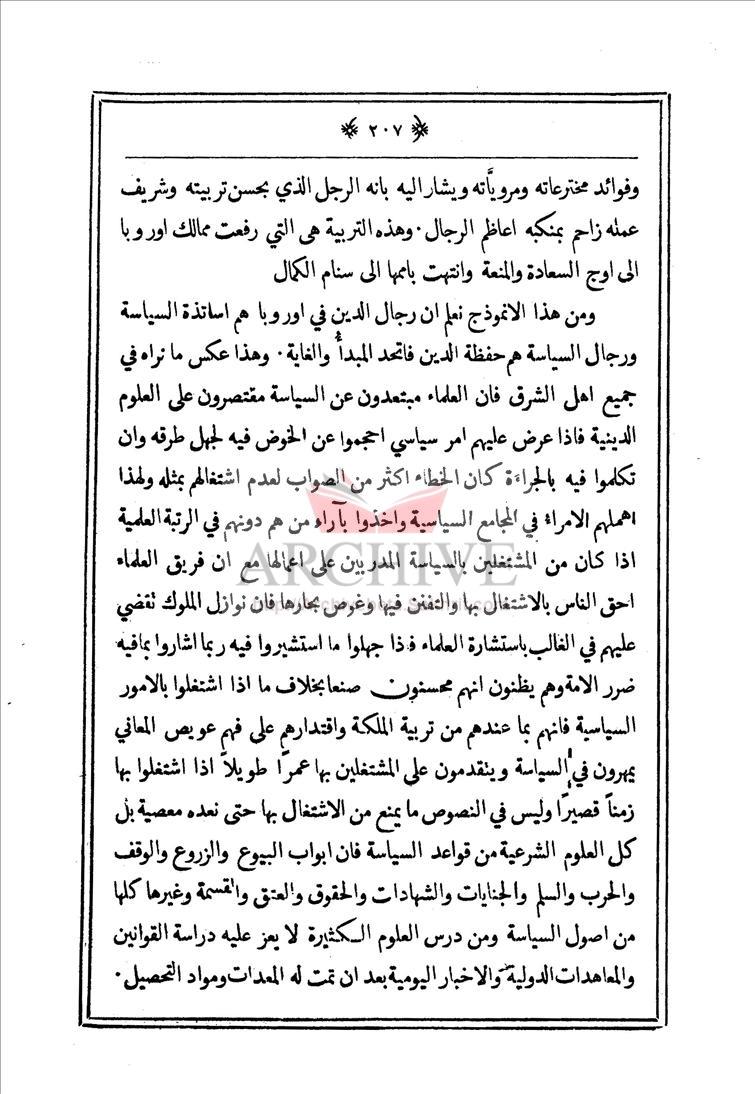 ﴿ ٢٠٧ ﴾
وفوائد مخترعاته ومروياَّته ويشار اليه بانه الرجل الذي بحسن تربيته وشريف
عمله زاحم بمنكبه اعاظم الرجال٠ وهذه التربية هى التي رفعت ممالك اوروبا
الى اوج السعادة والمنعة وانتهت باممها الى سنام الكمال
ومن هذا الانموذج نعلم ان رجال الدين في اوروبا هم اساتذة السياسة
ورجال السياسة هم حفظة الدين فاتحد المبدأ والغاية٠ وهذا عكس ما نراه في
جميع اهل الشرق فان العلماء مبتعدون عن السياسة مقتصرون على العلوم
الدينية فاذا عرض عليهم امر سياسي احجموا عن الخوض فيه لجهل طرقه وان
تكلموا فيه بالجراءة كان الخطاء اكثر من الصواب لعدم اشتغالهم بمثله ولهذا
اهملهم الامراء في المجامع السياسية واخذوا بآراء من هم دونهم في الرتبة العلمية
اذا كان من المشتغلين بالسياسة المدربين على اعمالها مع ان فريق العلماء
احق الناس بالاشتغال بها والتفنن فيها وغوص بحارها فان نوازل الملوك تقضي
عليهم في الغالب باستشارة العلماء فاذا جهلوا ما استشيروا فيه ربما اشاروا بما فيه
ضرر الامة وهم يظنون انهم محسنون صنعا بخلاف ما اذا اشتغلوا بالامور
السياسية فانهم بما عندهم من تربية الملكة واقتدارهم على فهم عويص المعاني
يمهرون في السياسة ويتقدمون على المشتغلين بها عمرًا طويلاً اذا اشتغلوا بها
زمناً قصيرًا وليس في النصوص ما يمنع من الاشتغال بها حتى نعده معصية بل
كل العلوم الشرعية من قواعد السياسة فان ابواب البيوع والزروع والوقف
والحرب والسلم والجنايات والشهادات والحقوق والعتق والقسمة وغيرها كلها
من اصول السياسة ومن درس العلوم الكثيرة لا يعز عليه دراسة القوانين
والمعاهدات الدولية والاخبار اليومية بعد ان تمت له المعدات ومواد التحصيل٠
ARCHIVE